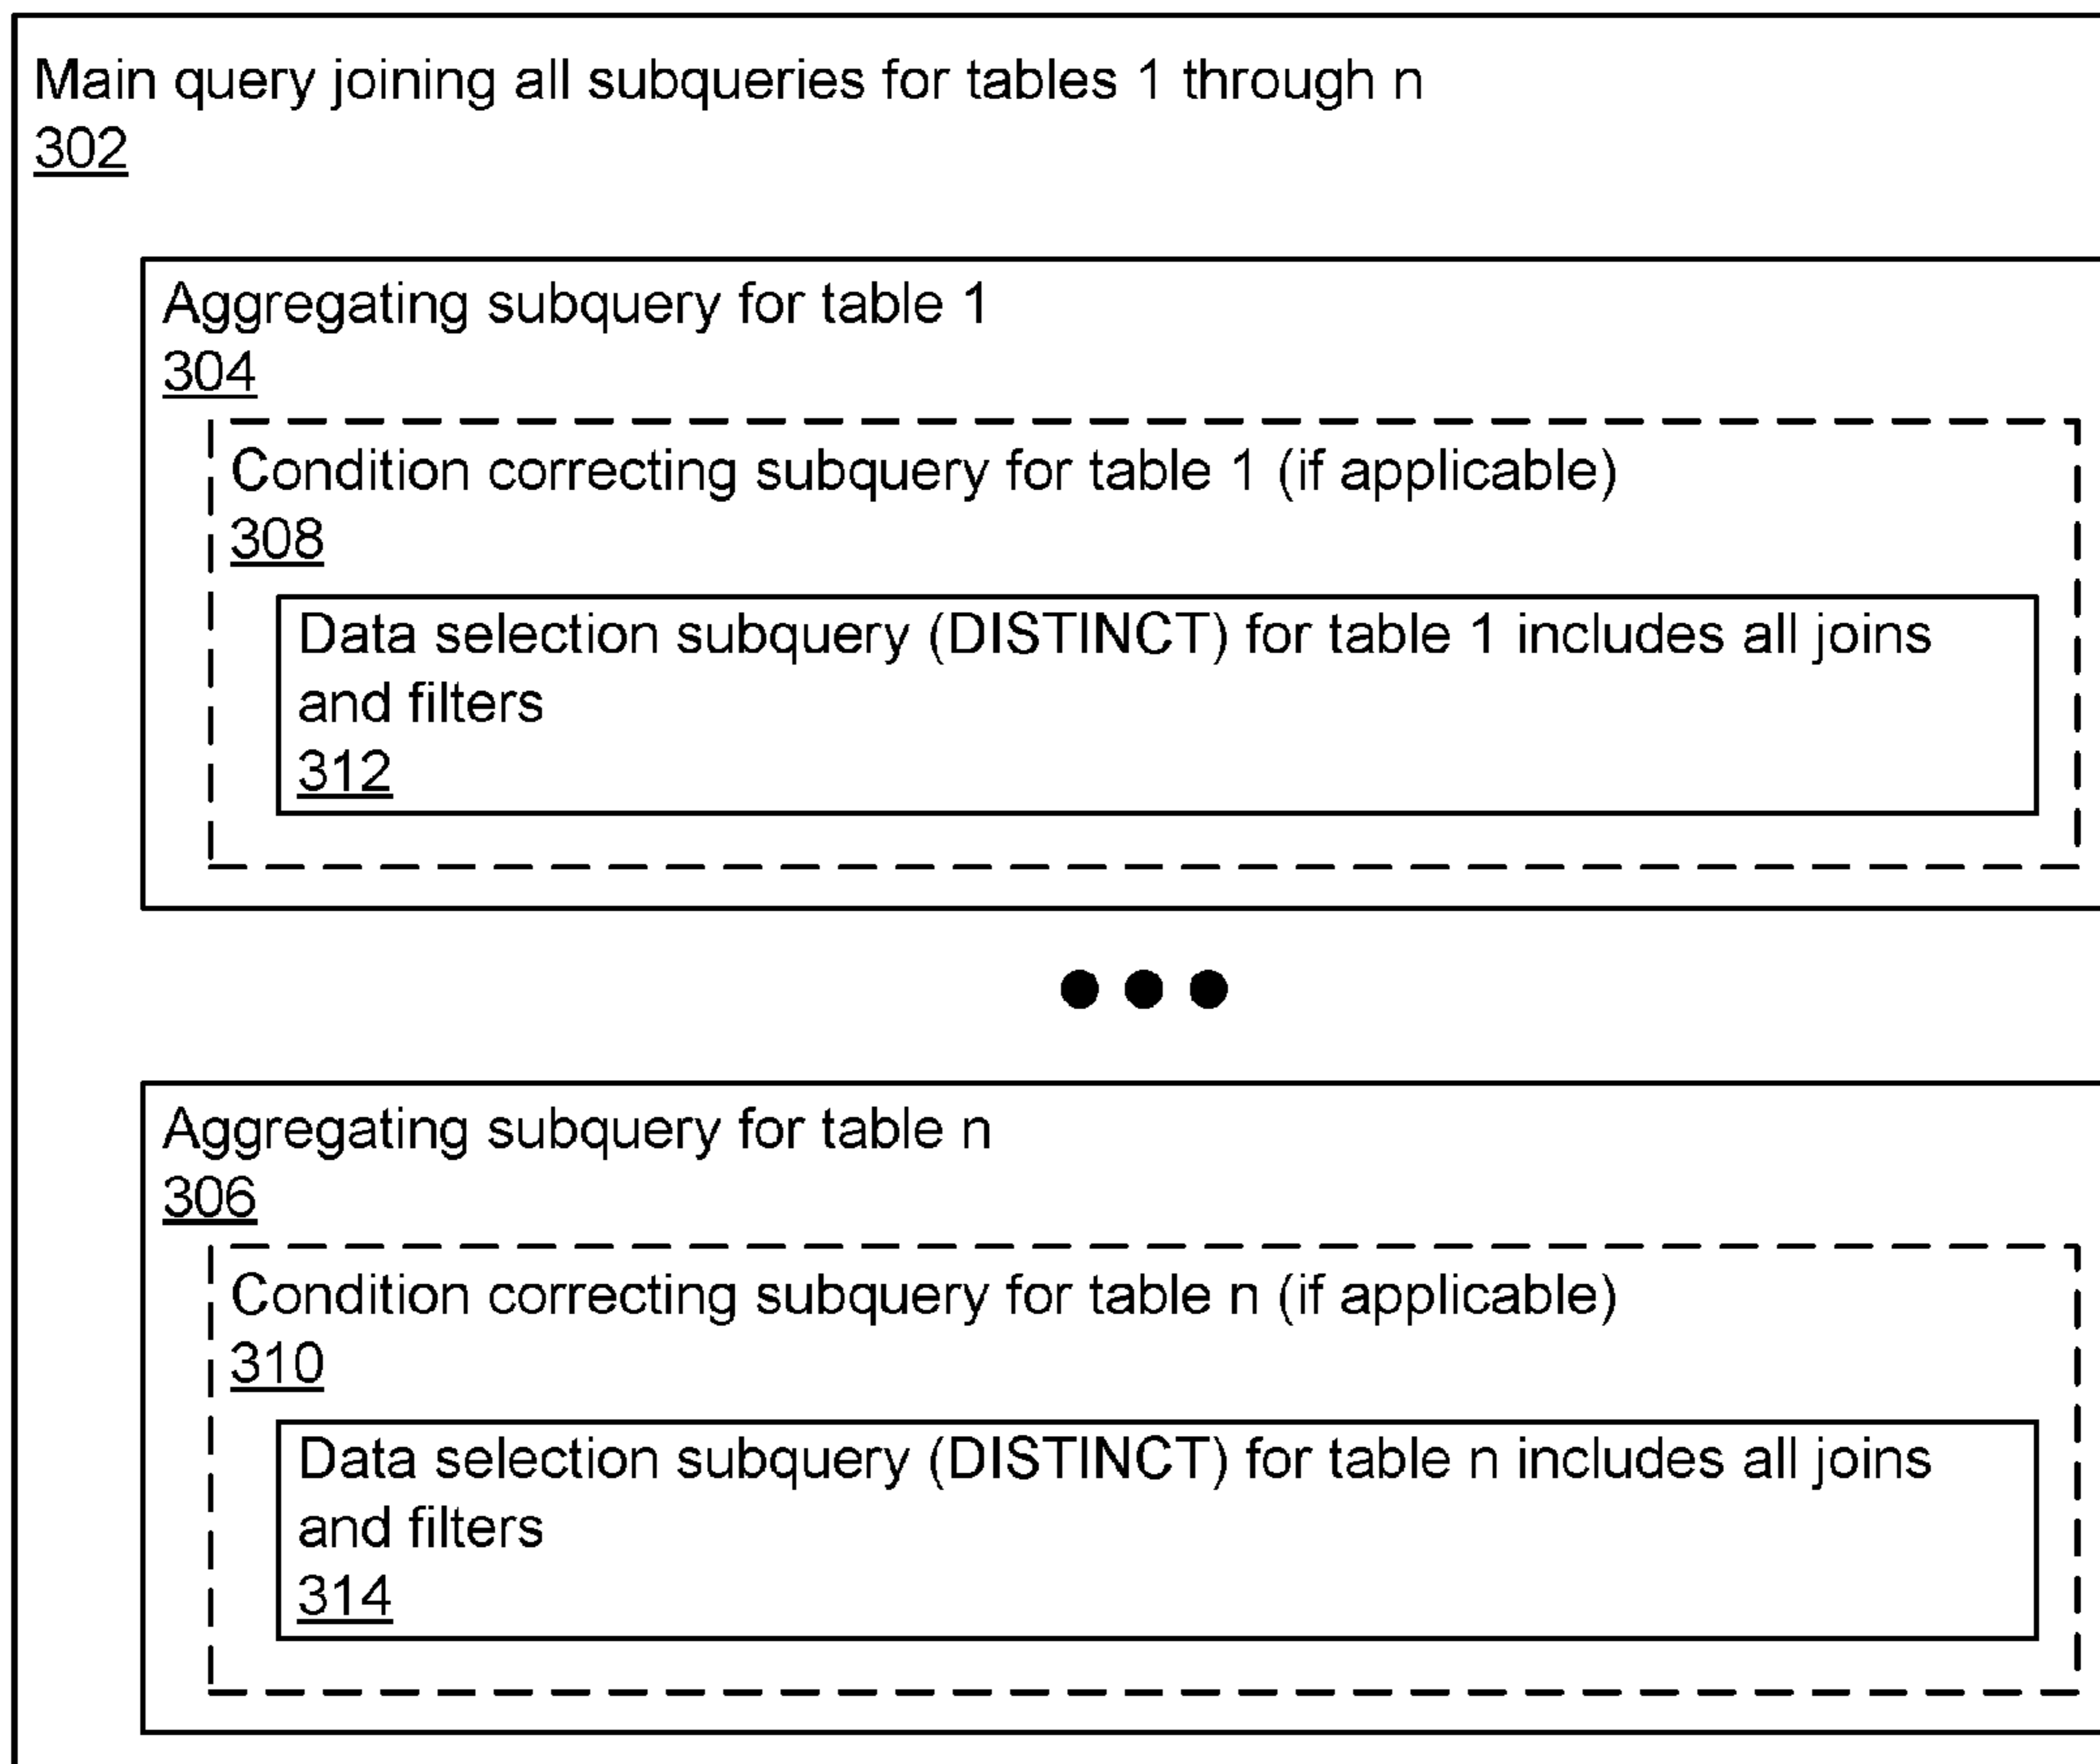 Main query joining all subqueries for tables 1 through n
302
Aggregating subquery for table 1
304
Condition correcting subquery for table 1 (if applicable)
308
Data selection subquery (DISTINCT) for table 1 includes all joins
and filters
312
Aggregating subquery for table n
306
Condition correcting subquery for table n (if applicable)
310
Data selection subquery (DISTINCT) for table n includes all joins
and filters
314